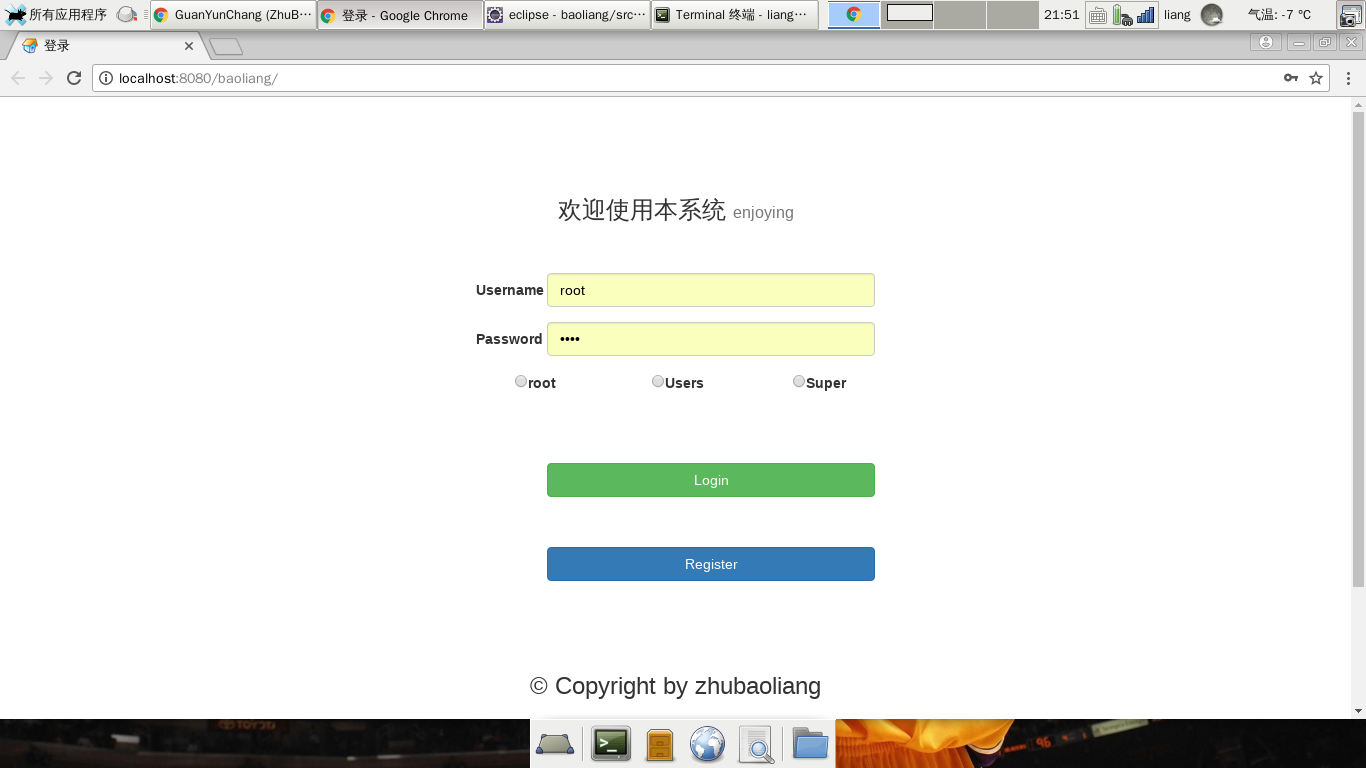 所有应用程序
GuanYunChang (ZhuB···
登录 - Google Chrome
eclipse - baoliang/src···
Terminal 终端 - liang···
21:51
liang
气温: -7 °C
登录
localhost:8080/baoliang/
欢迎使用本系统 enjoying
Username root
Password ••••
root Users Super
Login
Register
© Copyright by zhubaoliang
96